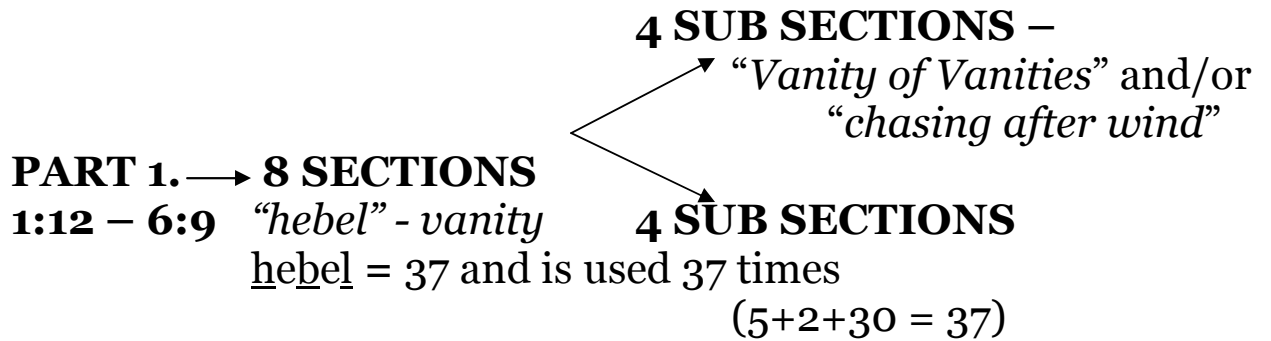 4 SUB SECTIONS –
“Vanity of Vanities” and/or
“chasing after wind”
PART 1. 8 SECTIONS
1:12 – 6:9 “hebel” - vanity 4 SUB SECTIONS
hebel = 37 and is used 37 times
(5+2+30 = 37)